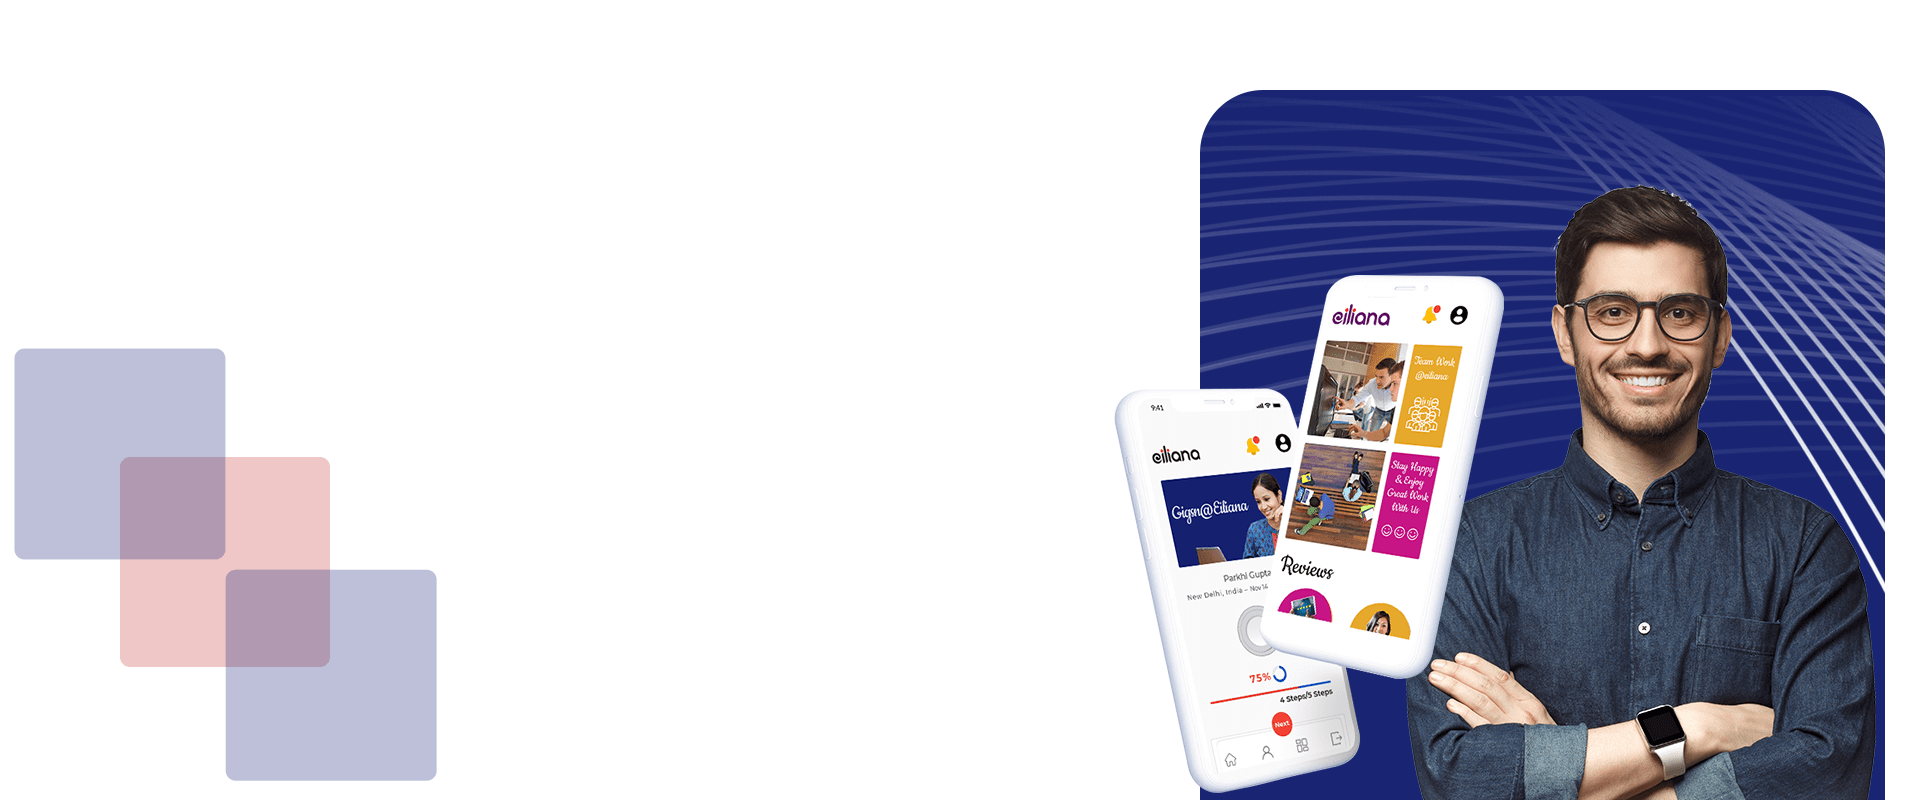 eiliana
Team Work
@eiliana
Stay Happy
& Enjoy
Great Work
With Us
Reviews
9:41
eiliana
Gigsn@Eiliana
Parkhi Gupta
New Delhi, India - Nov 14
75%
4 Steps/5 Steps
Next